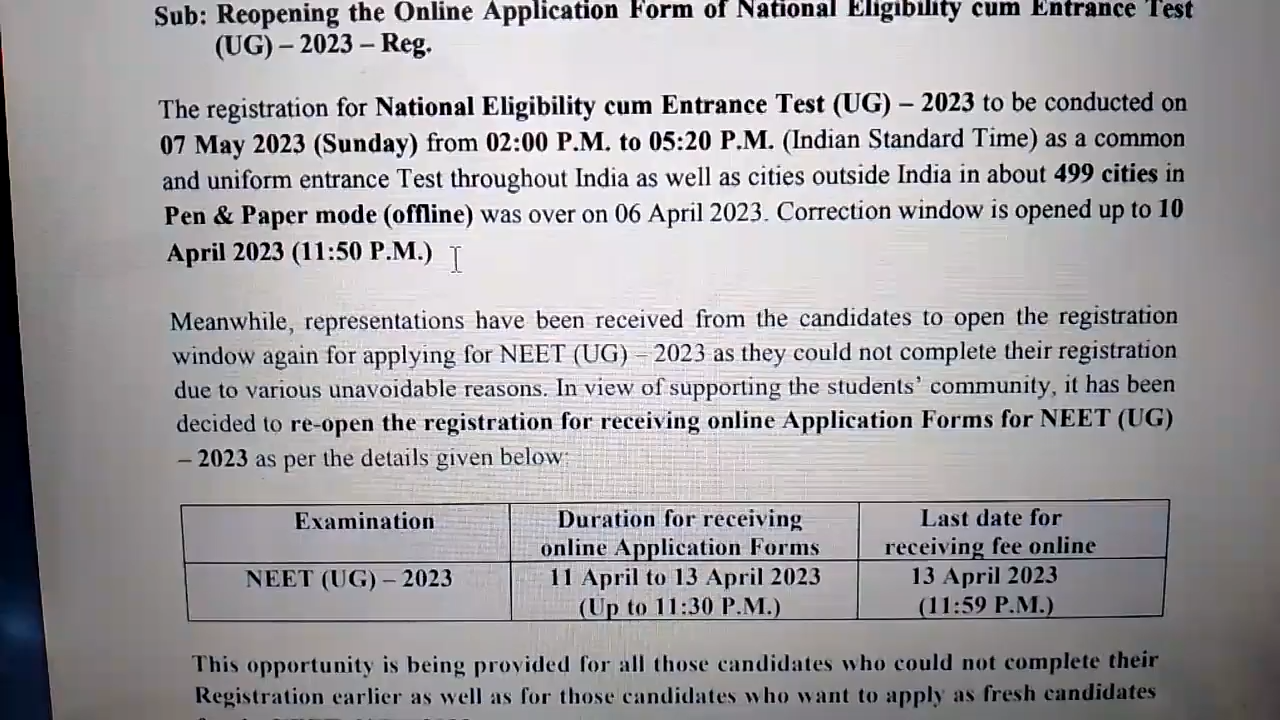 Sub: Reopening the Online Application Form of National Eligibility cum Entrance Test
(UG) – 2023 – Reg.
The registration for National Eligibility cum Entrance Test (UG) – 2023 to be conducted on
07 May 2023 (Sunday) from 02:00 P.M. to 05:20 P.M. (Indian Standard Time) as a common
and uniform entrance Test throughout India as well as cities outside India in about 499 cities in
Pen & Paper mode (offline) was over on 06 April 2023. Correction window is opened up to 10
April 2023 (11:50 P.M.)
Meanwhile, representations have been received from the candidates to open the registration
window again for applying for NEET (UG) – 2023 as they could not complete their registration
due to various unavoidable reasons. In view of supporting the students' community, it has been
decided to re-open the registration for receiving online Application Forms for NEET (UG)
– 2023 as per the details given below:
Examination
Duration for receiving
online Application Forms
Last date for
receiving fee online
NEET (UG) – 2023
11 April to 13 April 2023
(Up to 11:30 P.M.)
13 April 2023
(11:59 P.M.)
This opportunity is being provided for all those candidates who could not complete their
Registration earlier as well as for those candidates who want to apply as fresh candidates